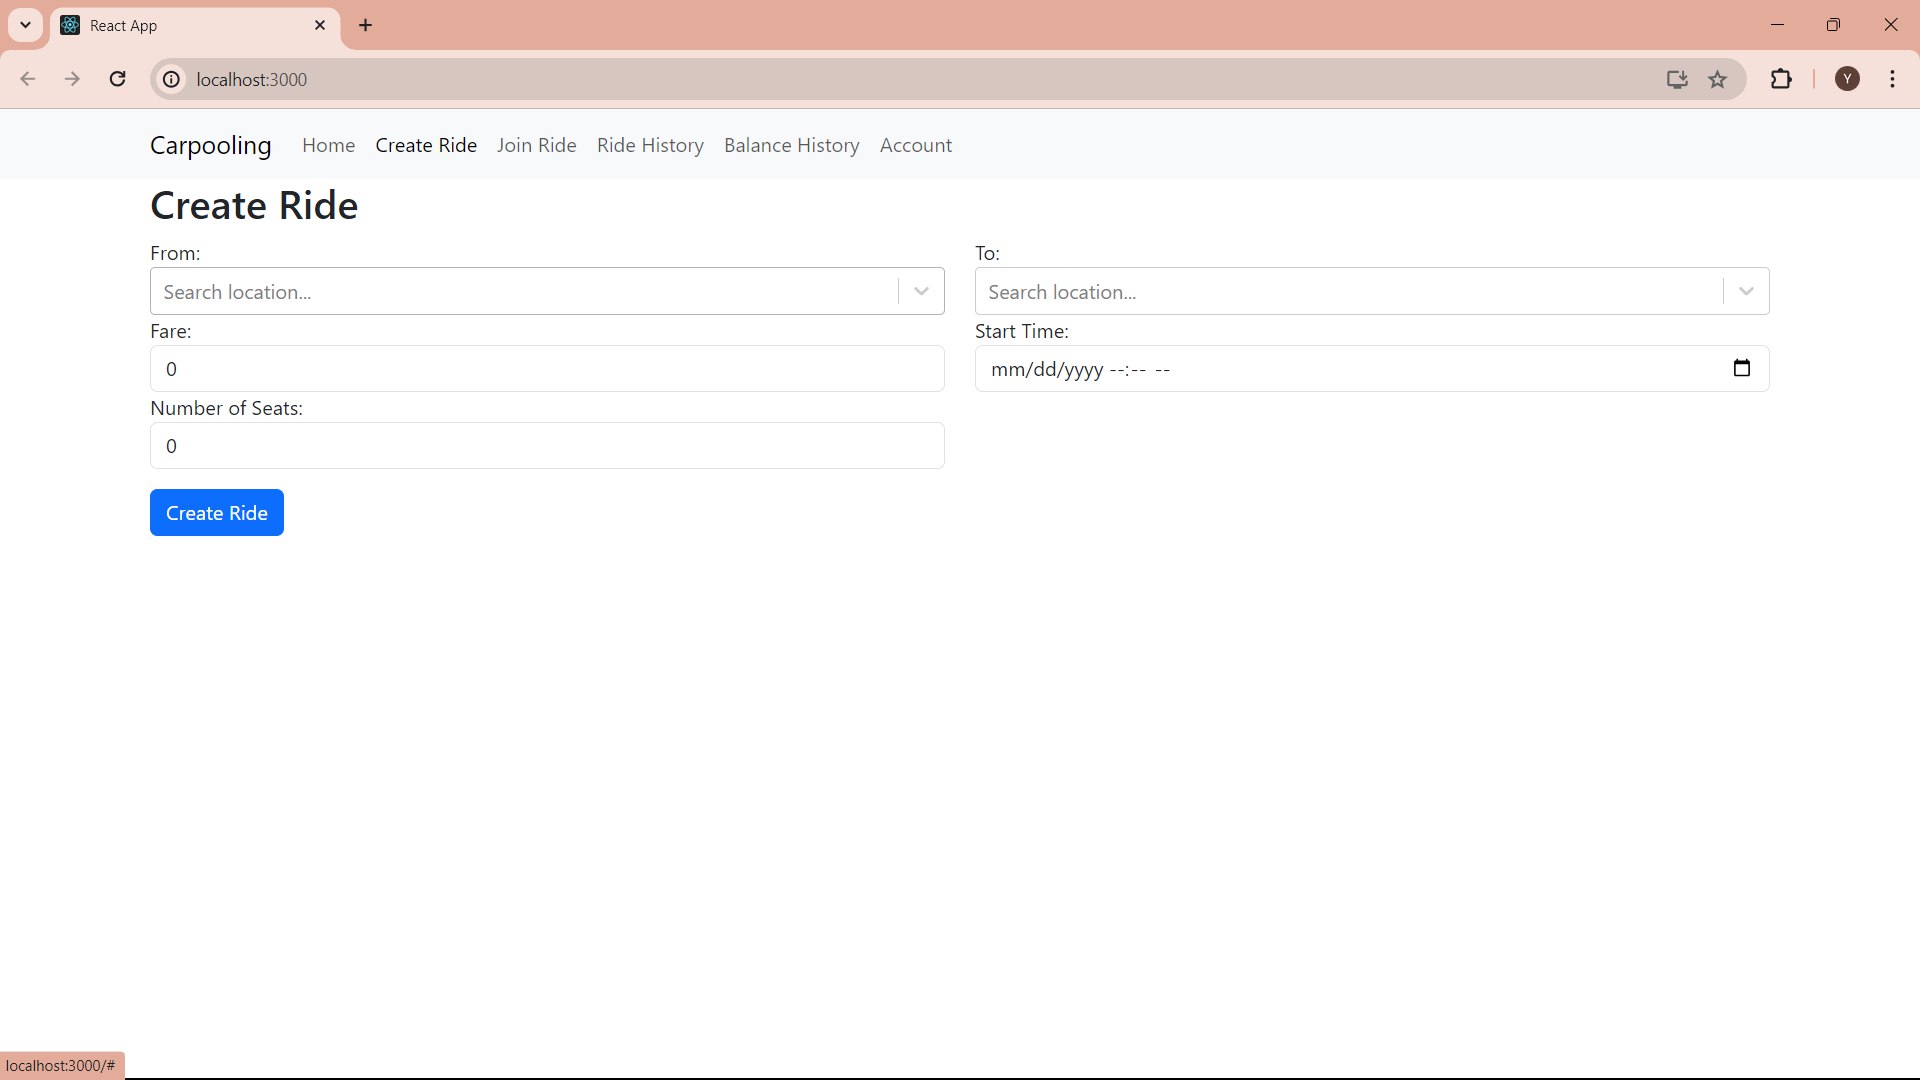 React App
localhost:3000
Y
Carpooling Home Create Ride Join Ride Ride History Balance History Account
Create Ride
From: To:
Search location... Search location...
Fare: Start Time:
0 mm/dd/yyyy --:-- --
Number of Seats:
0
Create Ride
localhost:3000/#